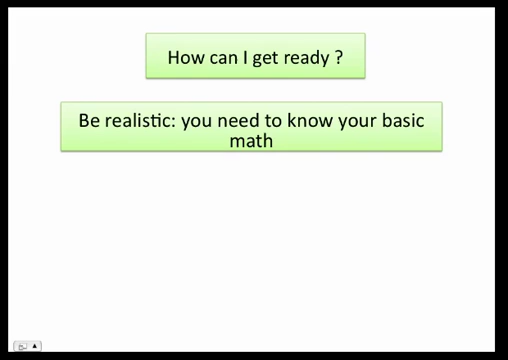 How can I get ready ?
Be realistic: you need to know your basic
math